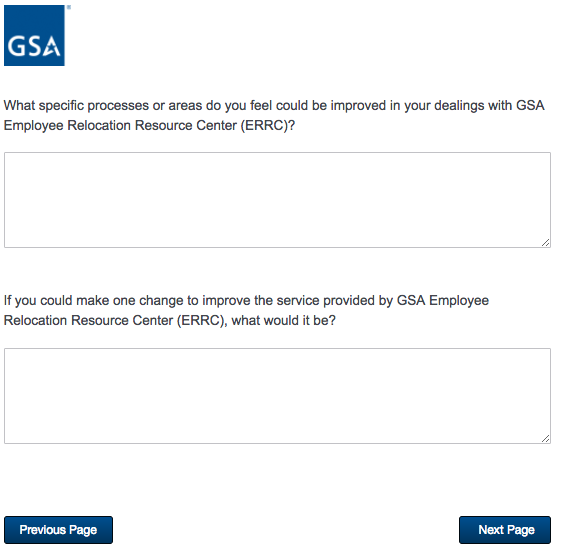 GSA
What specific processes or areas do you feel could be improved in your dealings with GSA
Employee Relocation Resource Center (ERRC)?
If you could make one change to improve the service provided by GSA Employee
Relocation Resource Center (ERRC), what would it be?
Previous Page
Next Page